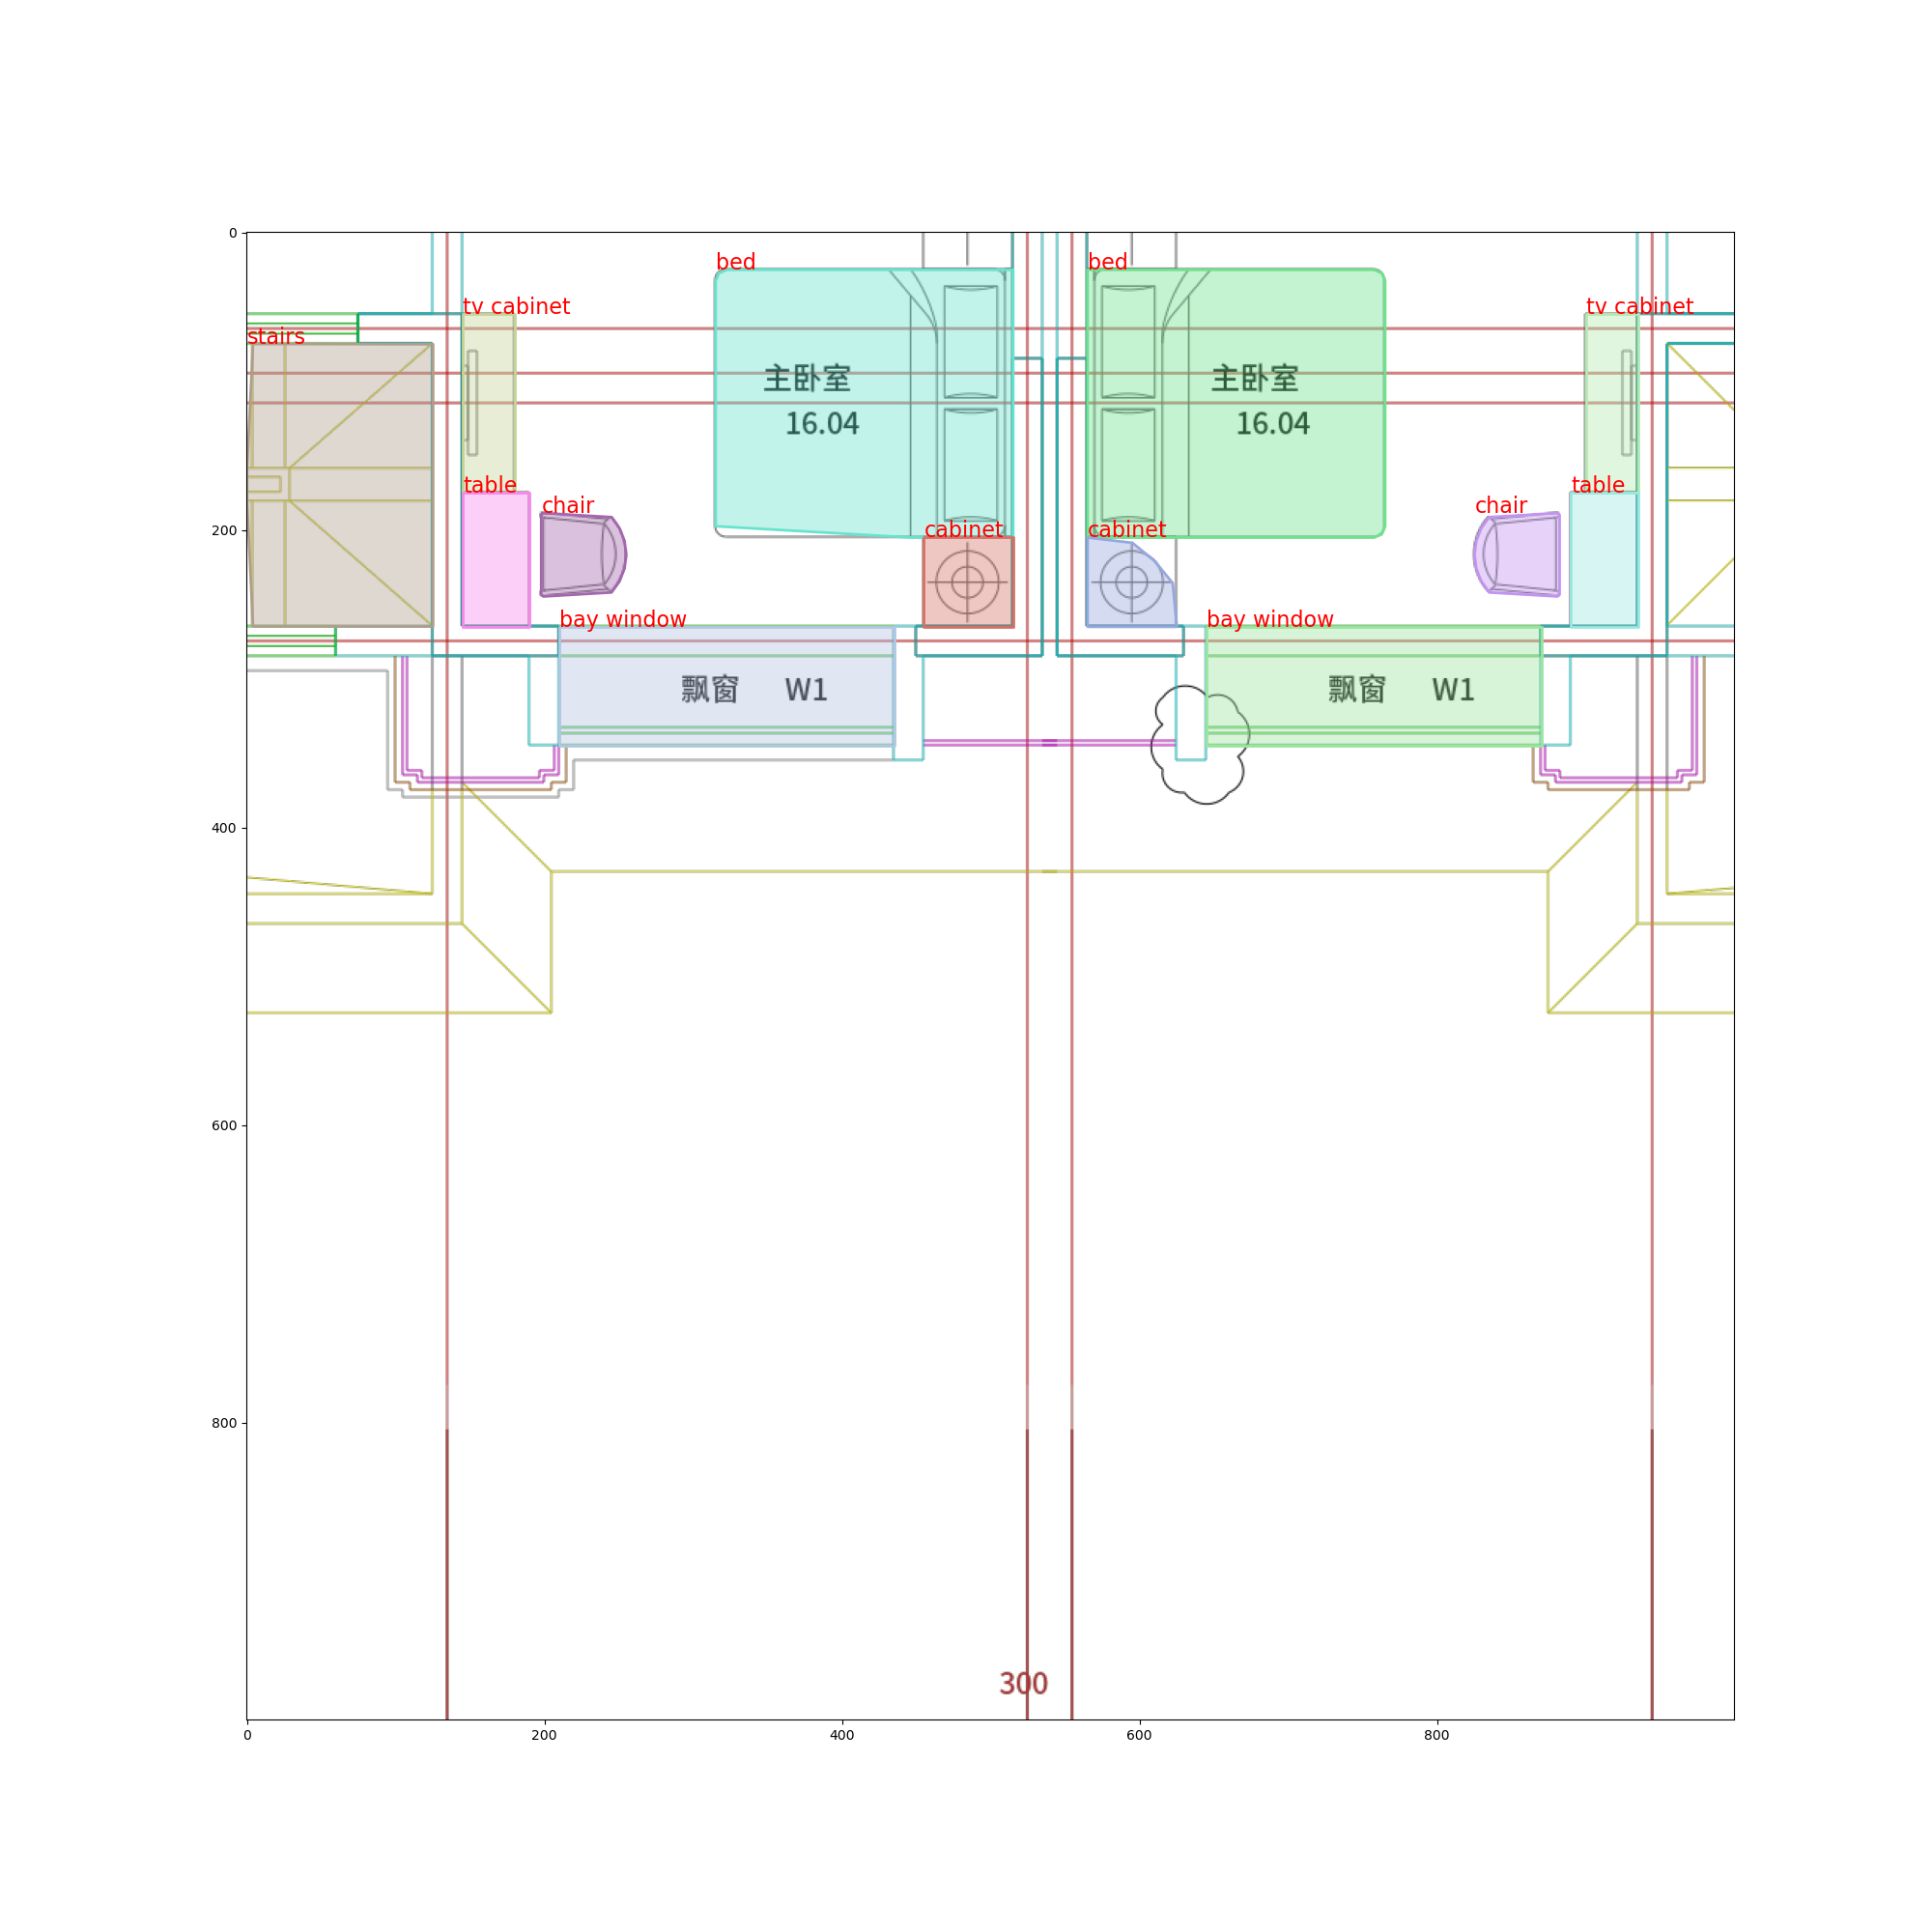 0
bed
bed
tv cabinet
tv cabinet
stairs
主卧室
主卧室
16.04
16.04
table
table
chair
chair
200
cabinet
cabinet
bay window
bay window
飘窗 W1
飘窗 W1
400
600
800
300
0
200
400
600
800